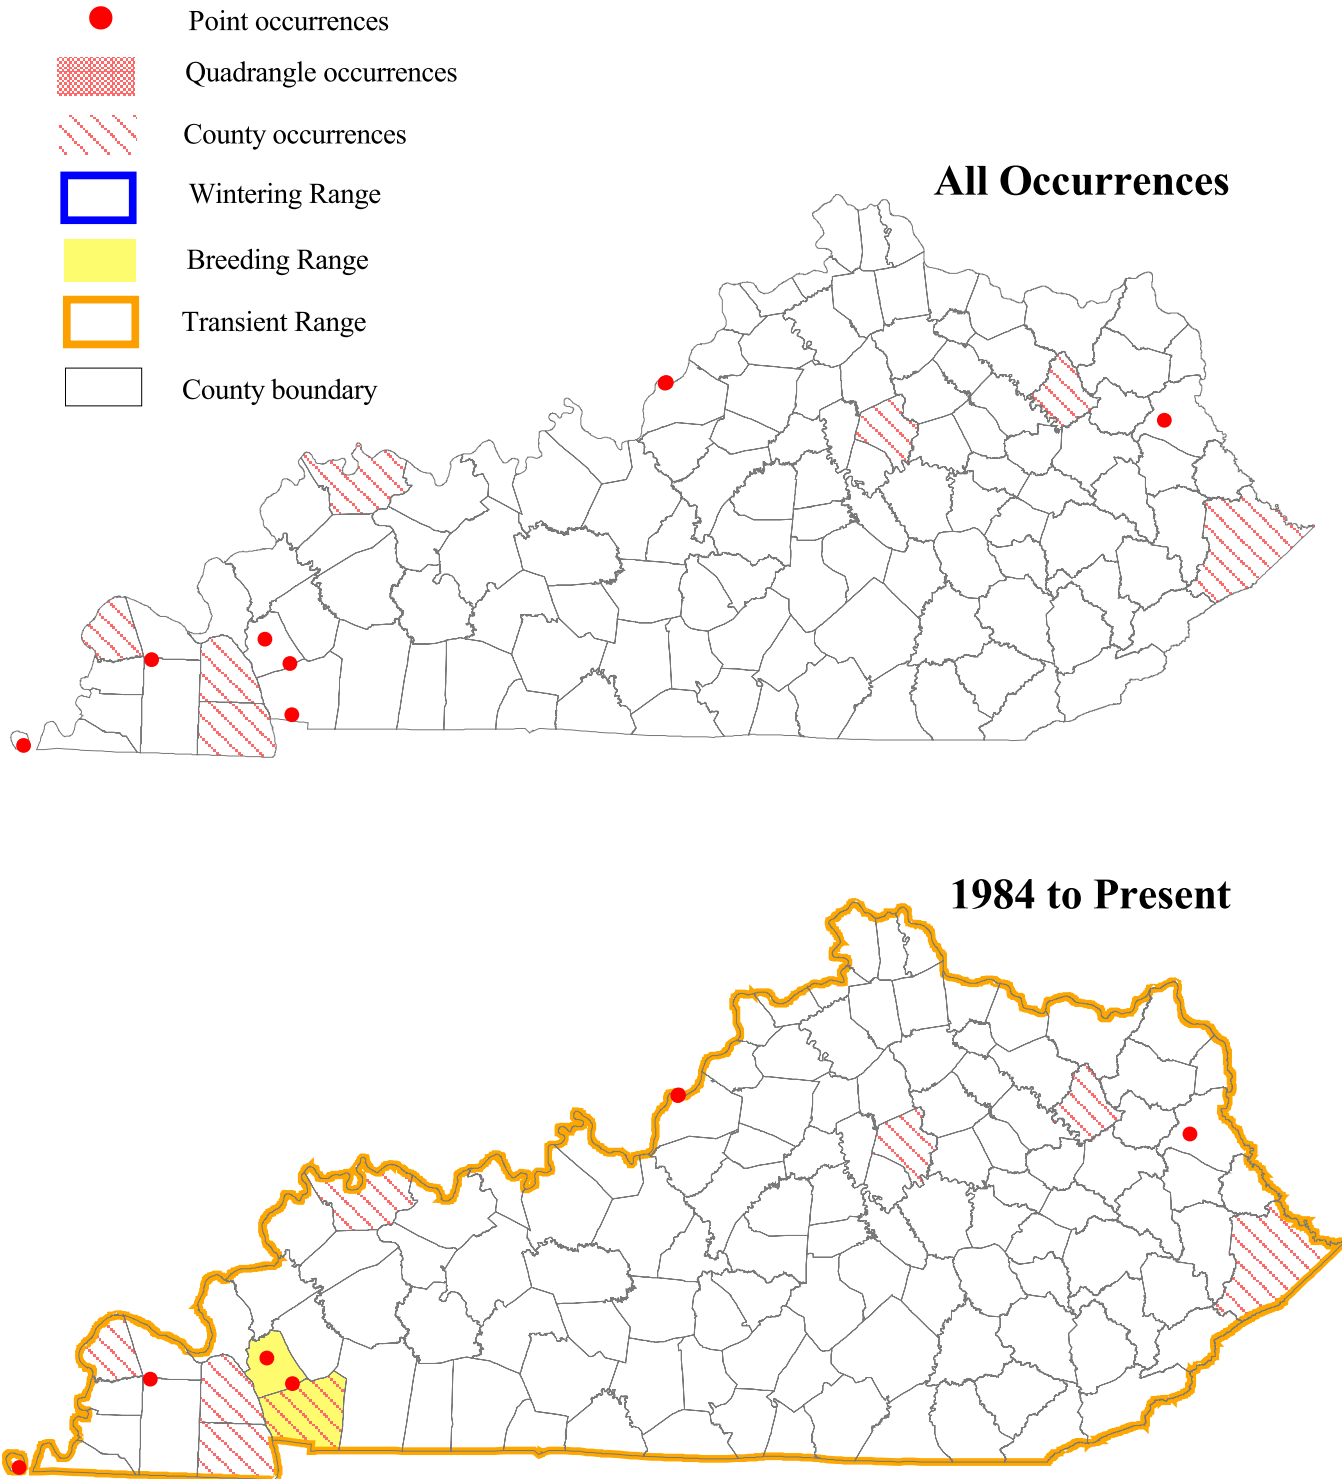 Point occurrences
Quadrangle occurrences
County occurrences
Wintering Range
Breeding Range
Transient Range
County boundary
All Occurrences
1984 to Present